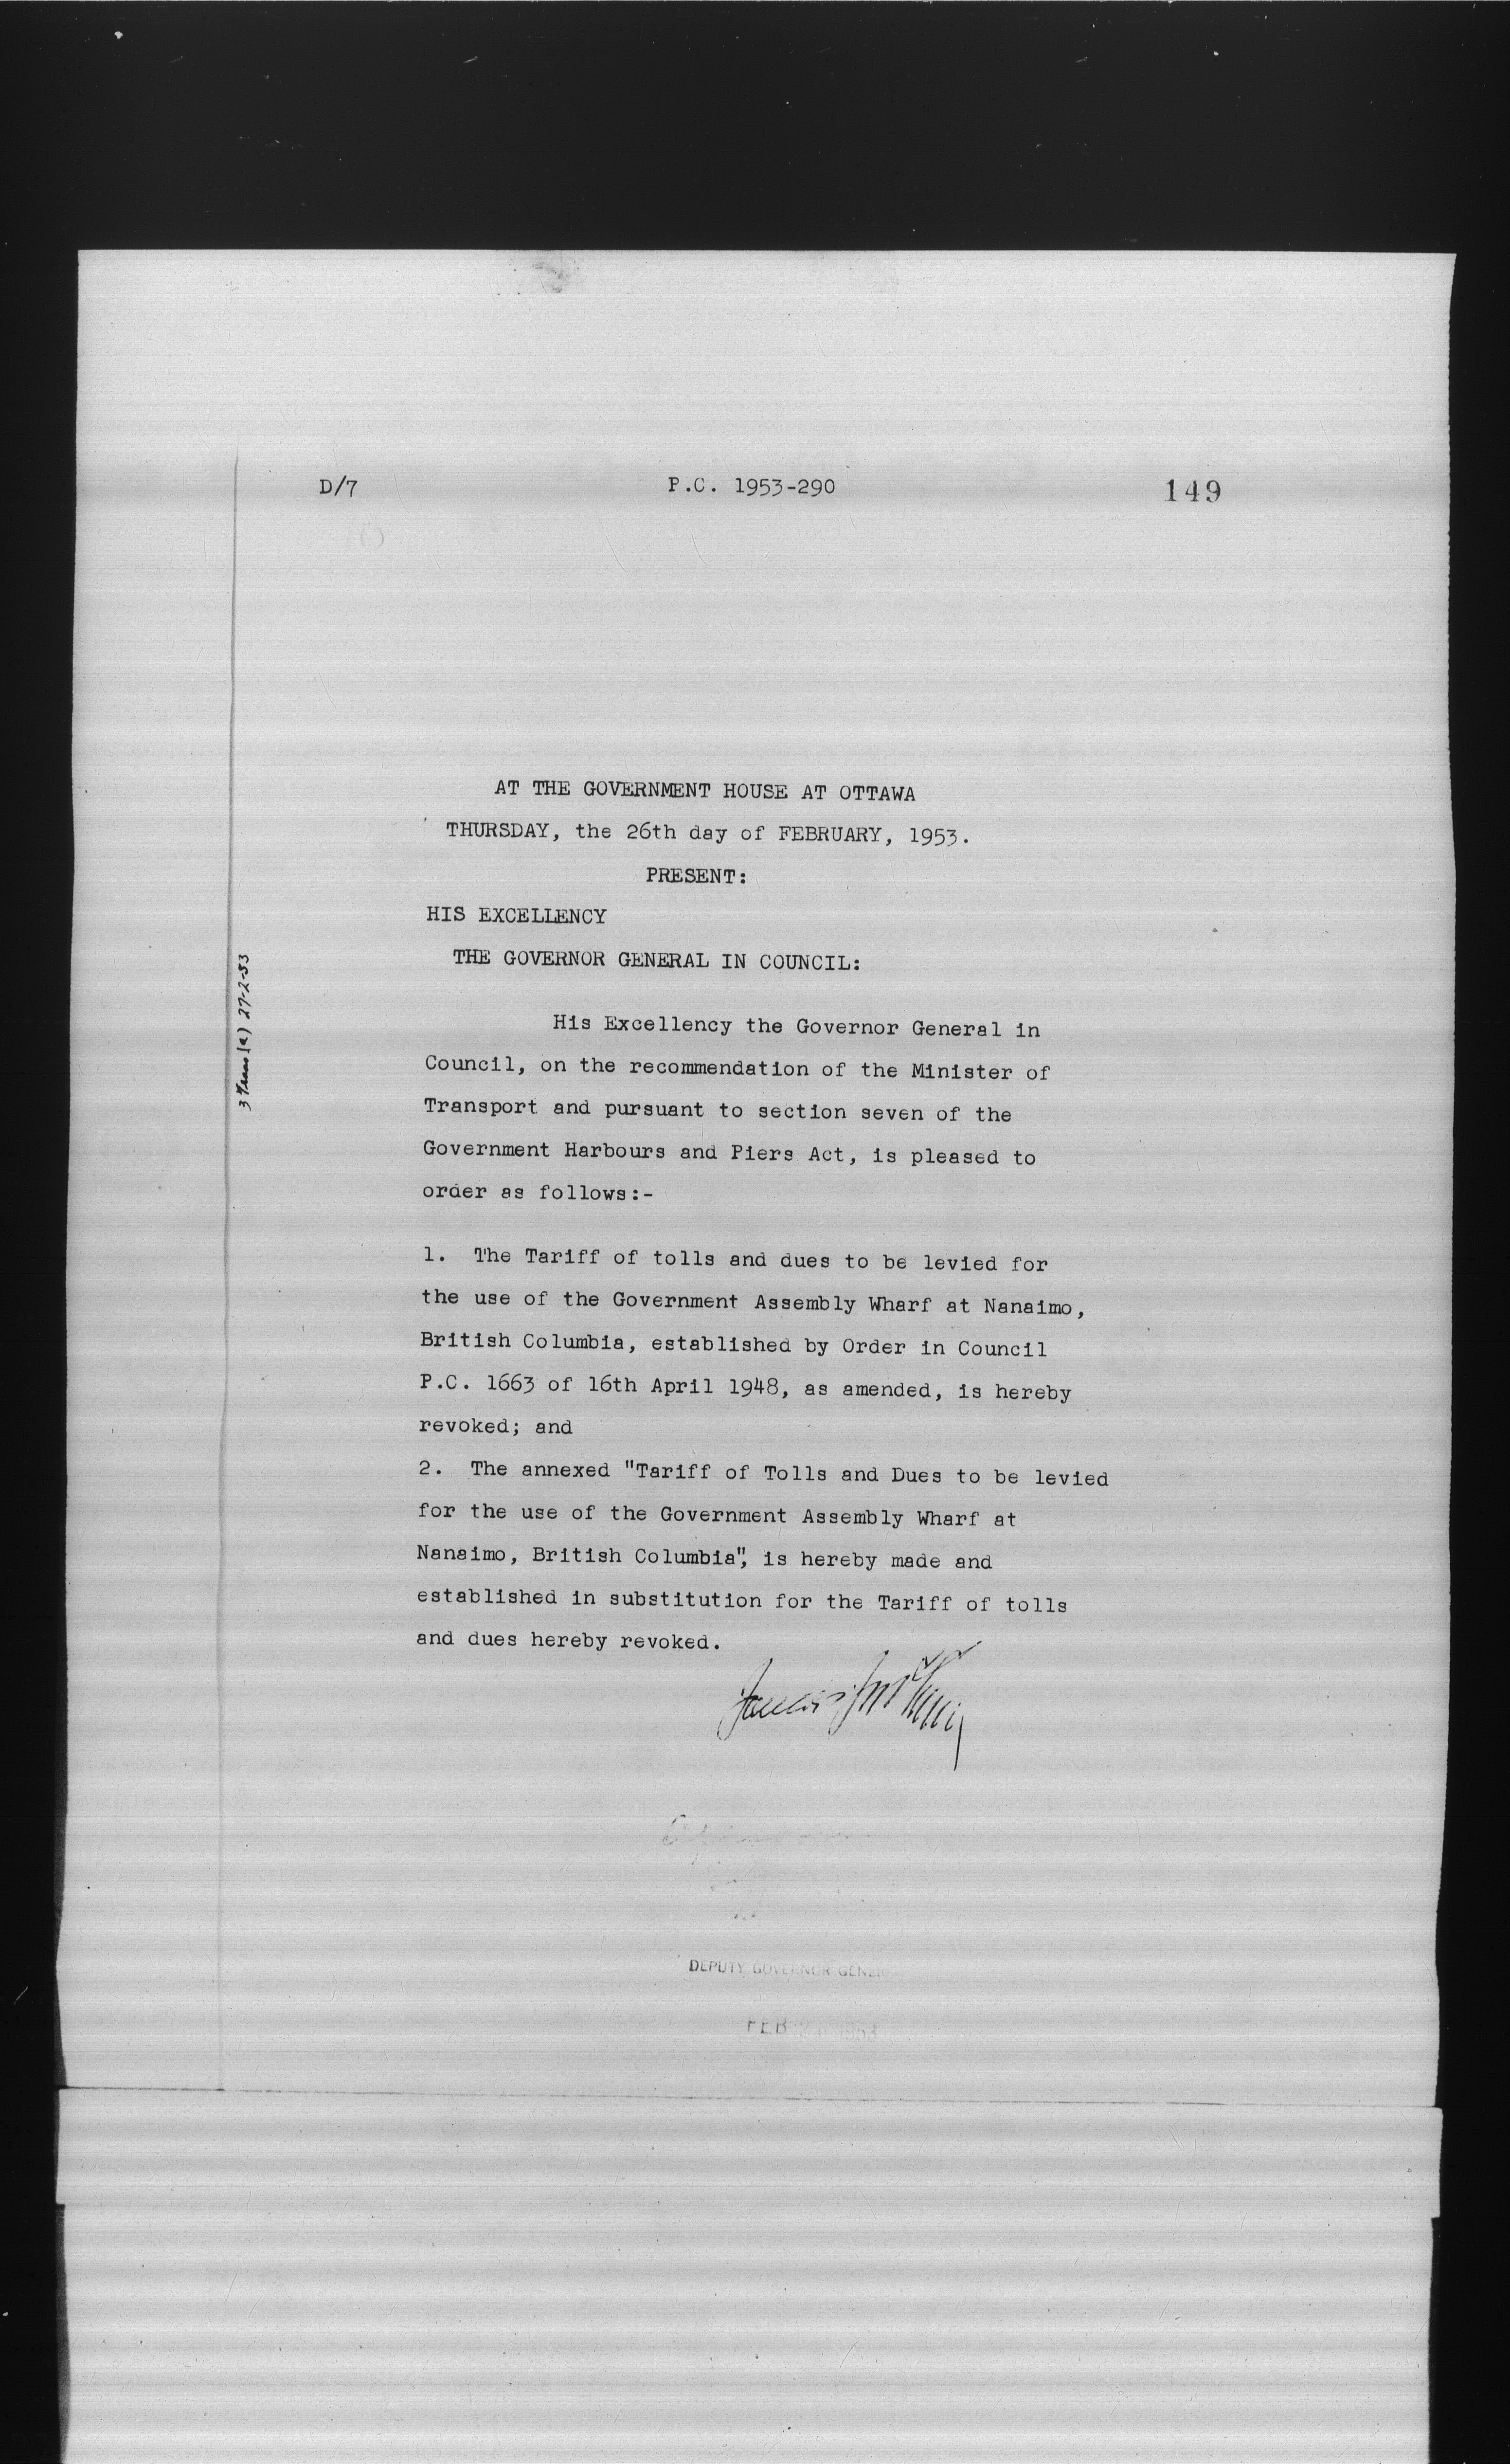 D/7 P.C. 1953-290 149
AT THE GOVERNMENT HOUSE AT OTTAWA
THURSDAY, the 26th day of FEBRUARY, 1953.
PRESENT:
HIS EXCELLENCY
THE GOVERNOR GENERAL IN COUNCIL:
His Excellency the Governor General in
Council, on the recommendation of the Minister of
Transport and pursuant to section seven of the
Government Harbours and Piers Act, is pleased to
order as follows:-
1. The Tariff of tolls and dues to be levied for
the use of the Government Assembly Wharf at Nanaimo,
British Columbia, established by Order in Council
P.C. 1663 of 16th April 1948, as amended, is hereby
revoked; and
2. The annexed "Tariff of Tolls and Dues to be levied
for the use of the Government Assembly Wharf at
Nanaimo, British Columbia", is hereby made and
established in substitution for the Tariff of tolls
and dues hereby revoked.
DEPUTY GOVERNOR GENERAL
FEB 1953
3 Trans (a) 27-2-53